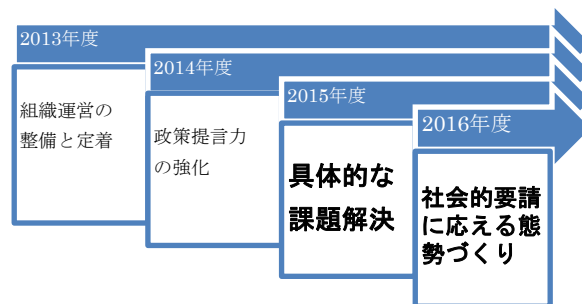 2013年度
組織運営の
整備と定着
2014年度
政策提言力
の強化
2015年度
具体的な
課題解決
2016年度
社会的要請
に応える態
勢づくり